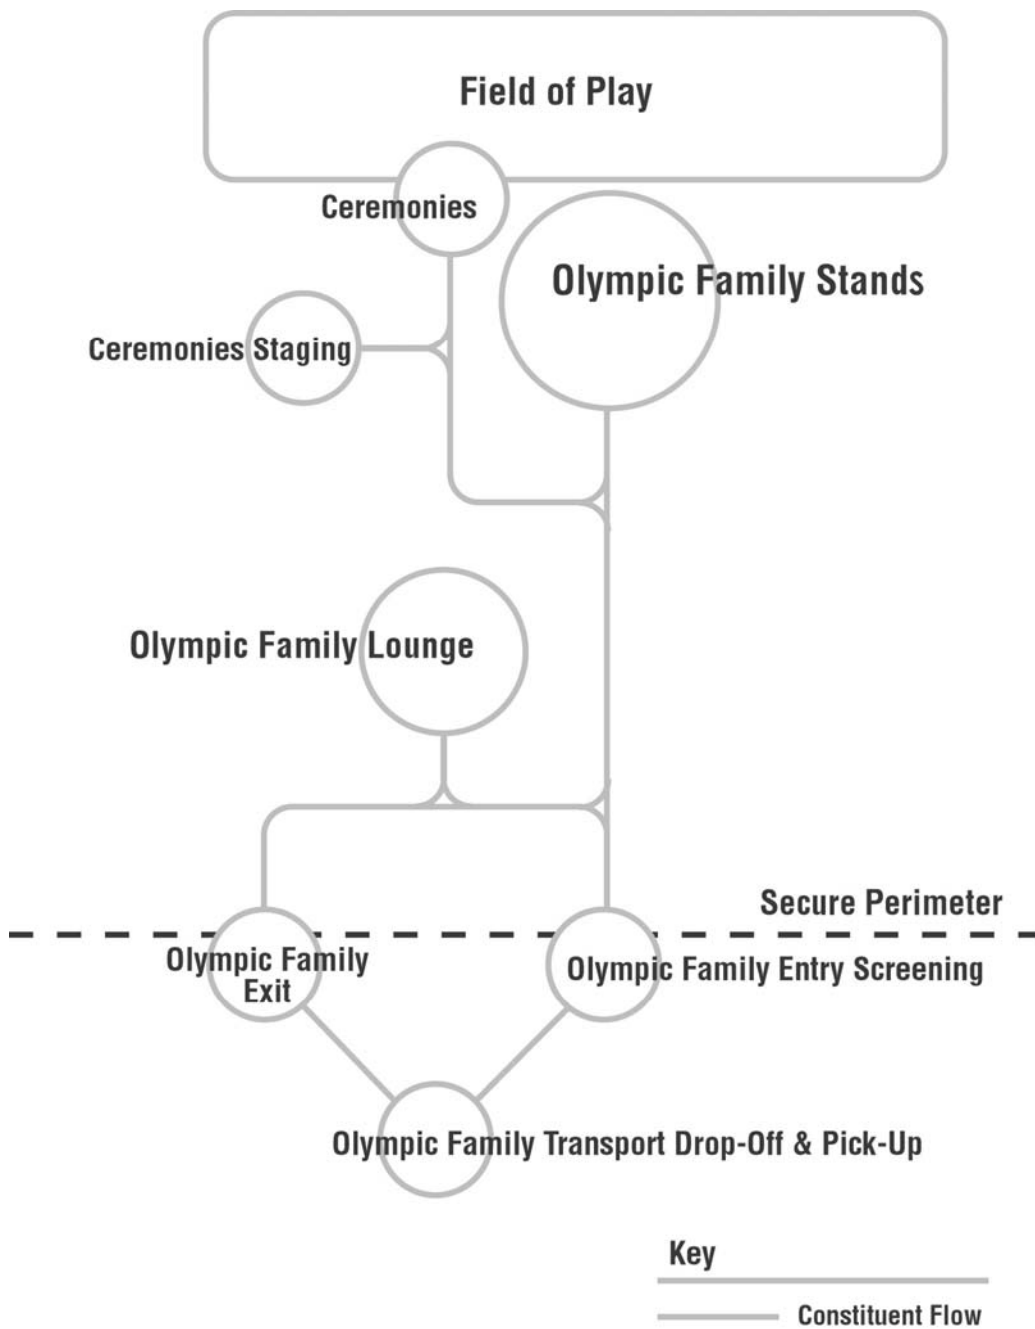 Field of Play
Ceremonies
Olympic Family Stands
Ceremonies Staging
Olympic Family Lounge
Secure Perimeter
Olympic Family
Exit
Olympic Family Entry Screening
Olympic Family Transport Drop-Off & Pick-Up
Key
Constituent Flow